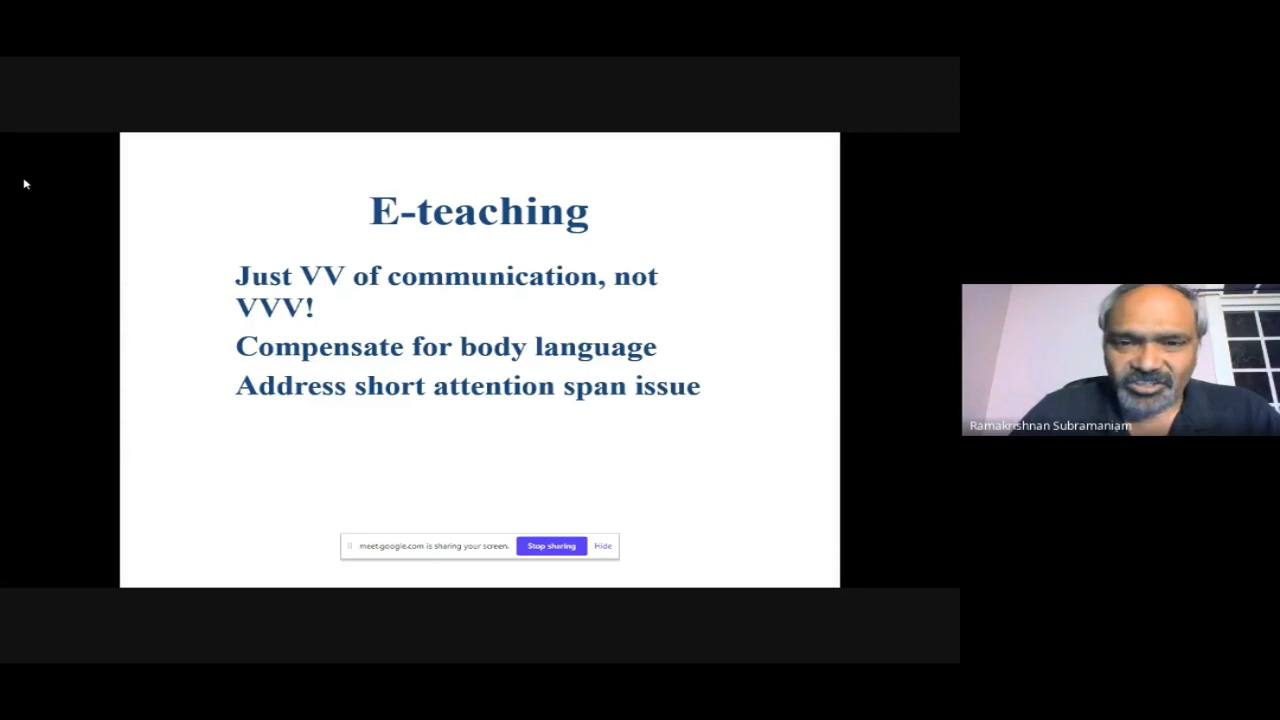 E-teaching
Just VV of communication, not
VVV!
Compensate for body language
Address short attention span issue
meet.google.com is sharing your screen.
Stop sharing
Hide
Ramakrishnan Subramaniam